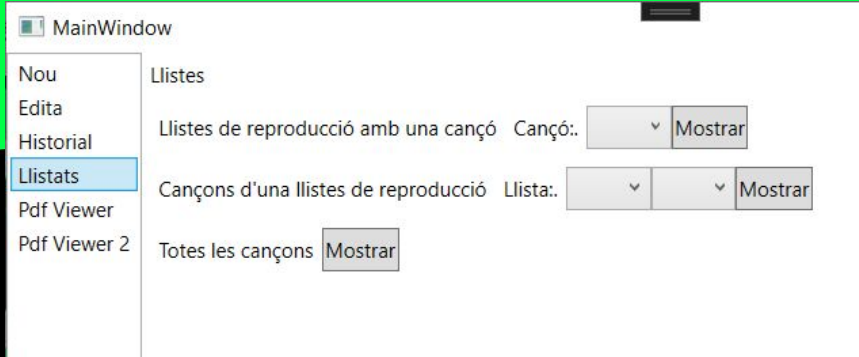 MainWindow
Nou
Edita
Historial
Llistats
Pdf Viewer
Pdf Viewer 2
Llistes
Llistes de reproducció amb una cançó Cançó:. Mostrar
Cançons d'una llistes de reproducció Llista:. Mostrar
Totes les cançons Mostrar